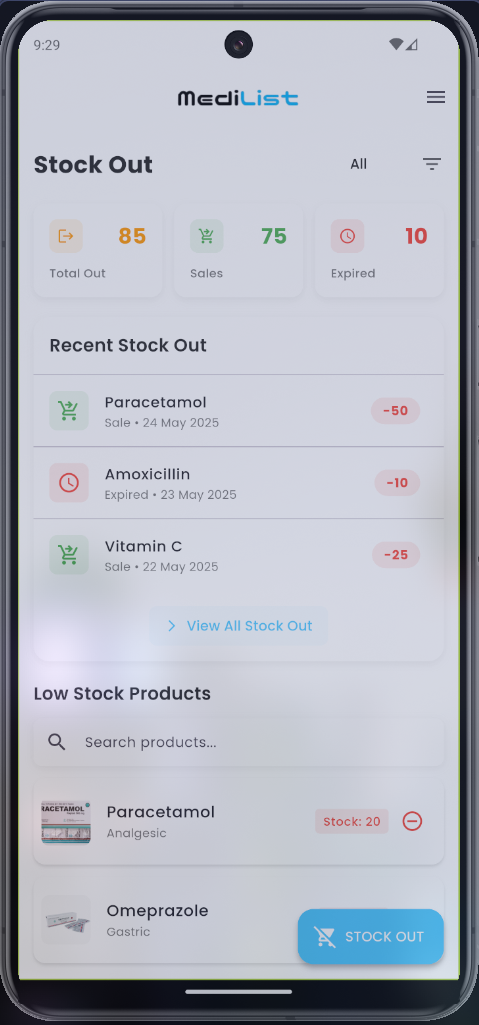 9:29
MediList
Stock Out
All
85
75
10
Total Out
Sales
Expired
Recent Stock Out
Paracetamol
Sale • 24 May 2025
-50
Amoxicillin
Expired • 23 May 2025
-10
Vitamin C
Sale • 22 May 2025
-25
View All Stock Out
Low Stock Products
Search products...
Paracetamol
Analgesic
Stock: 20
Omeprazole
Gastric
STOCK OUT